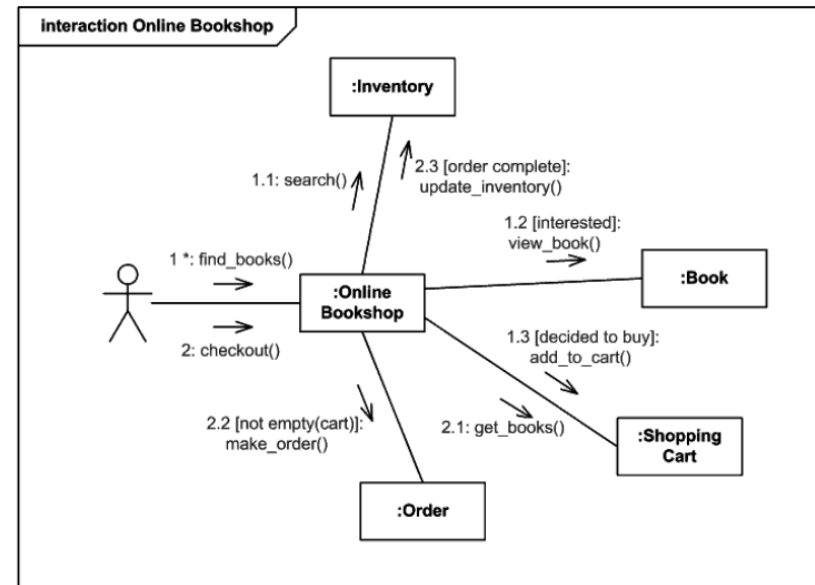 interaction Online Bookshop
:Inventory
1.1: search()
2.3 [order complete]:
update_inventory()
1.2 [interested]:
view_book()
1 *: find_books()
:Online
Bookshop
:Book
2: checkout()
1.3 [decided to buy]:
add_to_cart()
2.2 [not empty(cart)]:
make_order()
2.1: get_books()
:Shopping
Cart
:Order